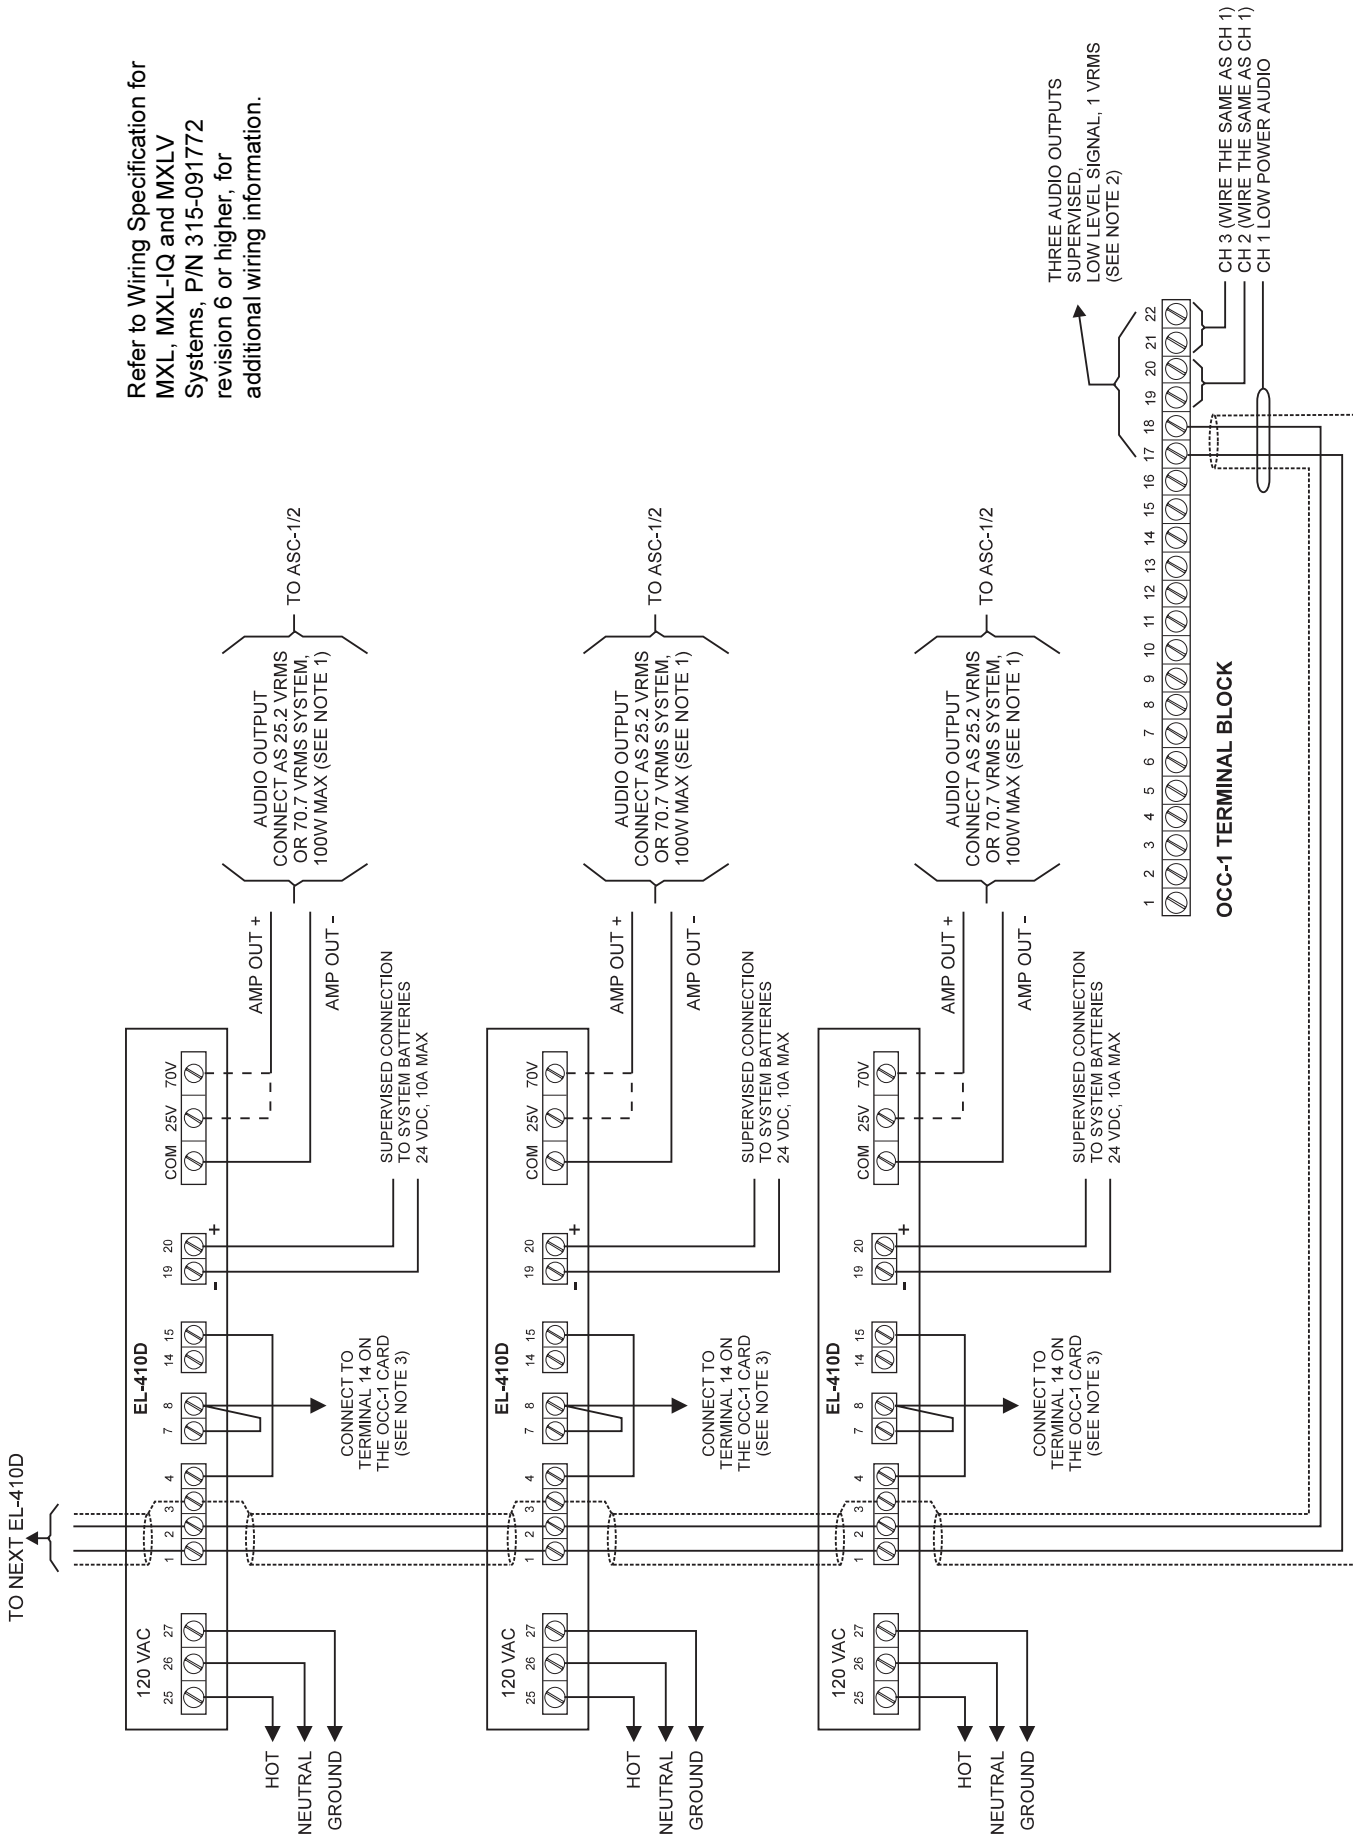 TO NEXT EL-410D
Refer to Wiring Specification for
MXL, MXL-IQ and MXLV
Systems, P/N 315-091772
revision 6 or higher, for
additional wiring information.
120 VAC
EL-410D
25 26 27
1 2 3 4
7 8
14 15
19 20
- +
COM 25V 70V
HOT
NEUTRAL
GROUND
CONNECT TO
TERMINAL 14 ON
THE OCC-1 CARD
(SEE NOTE 3)
SUPERVISED CONNECTION
TO SYSTEM BATTERIES
24 VDC, 10A MAX
AMP OUT +
AMP OUT -
AUDIO OUTPUT
CONNECT AS 25.2 VRMS
OR 70.7 VRMS SYSTEM,
100W MAX (SEE NOTE 1)
TO ASC-1/2
120 VAC
EL-410D
25 26 27
1 2 3 4
7 8
14 15
19 20
- +
COM 25V 70V
HOT
NEUTRAL
GROUND
CONNECT TO
TERMINAL 14 ON
THE OCC-1 CARD
(SEE NOTE 3)
SUPERVISED CONNECTION
TO SYSTEM BATTERIES
24 VDC, 10A MAX
AMP OUT +
AMP OUT -
AUDIO OUTPUT
CONNECT AS 25.2 VRMS
OR 70.7 VRMS SYSTEM,
100W MAX (SEE NOTE 1)
TO ASC-1/2
120 VAC
EL-410D
25 26 27
1 2 3 4
7 8
14 15
19 20
- +
COM 25V 70V
HOT
NEUTRAL
GROUND
CONNECT TO
TERMINAL 14 ON
THE OCC-1 CARD
(SEE NOTE 3)
SUPERVISED CONNECTION
TO SYSTEM BATTERIES
24 VDC, 10A MAX
AMP OUT +
AMP OUT -
AUDIO OUTPUT
CONNECT AS 25.2 VRMS
OR 70.7 VRMS SYSTEM,
100W MAX (SEE NOTE 1)
TO ASC-1/2
THREE AUDIO OUTPUTS
SUPERVISED,
LOW LEVEL SIGNAL, 1 VRMS
(SEE NOTE 2)
1 2 3 4 5 6 7 8 9 10 11 12 13 14 15 16 17 18 19 20 21 22
OCC-1 TERMINAL BLOCK
CH 3 (WIRE THE SAME AS CH 1)
CH 2 (WIRE THE SAME AS CH 1)
CH 1 LOW POWER AUDIO